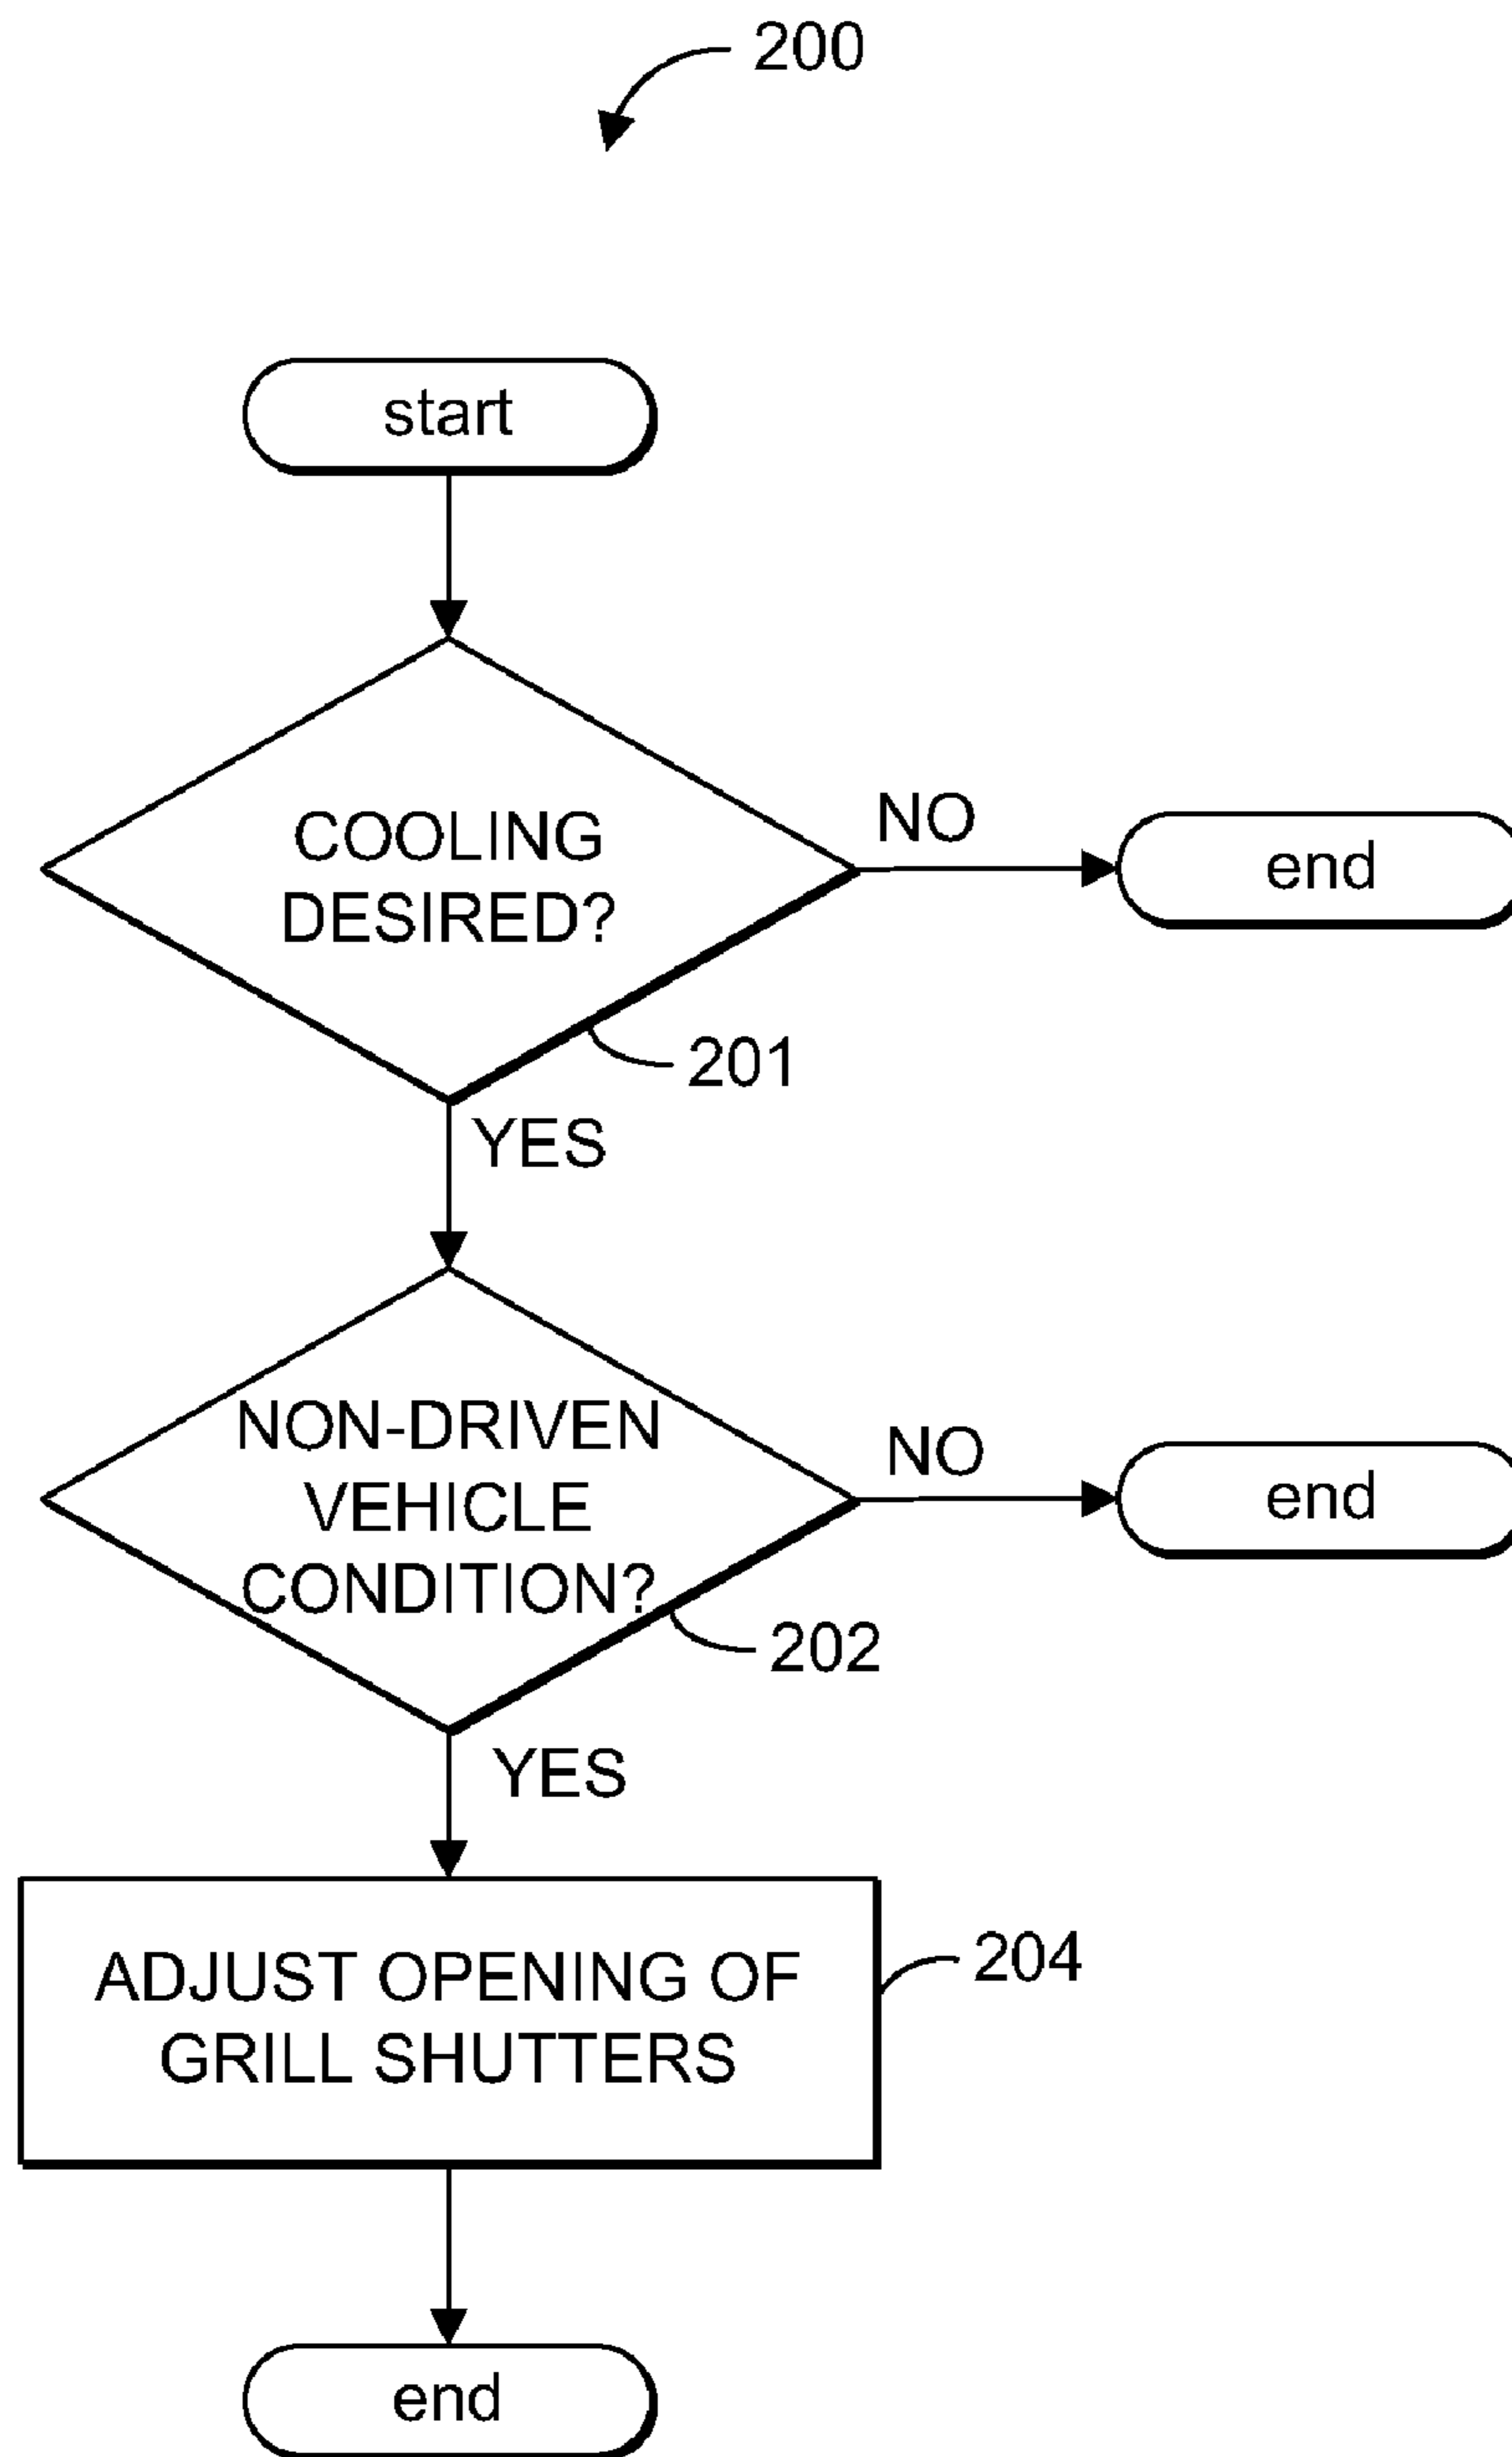 200
start
COOLING
DESIRED?
NO
end
201
YES
NON-DRIVEN
VEHICLE
CONDITION?
NO
end
202
YES
ADJUST OPENING OF
GRILL SHUTTERS
204
end